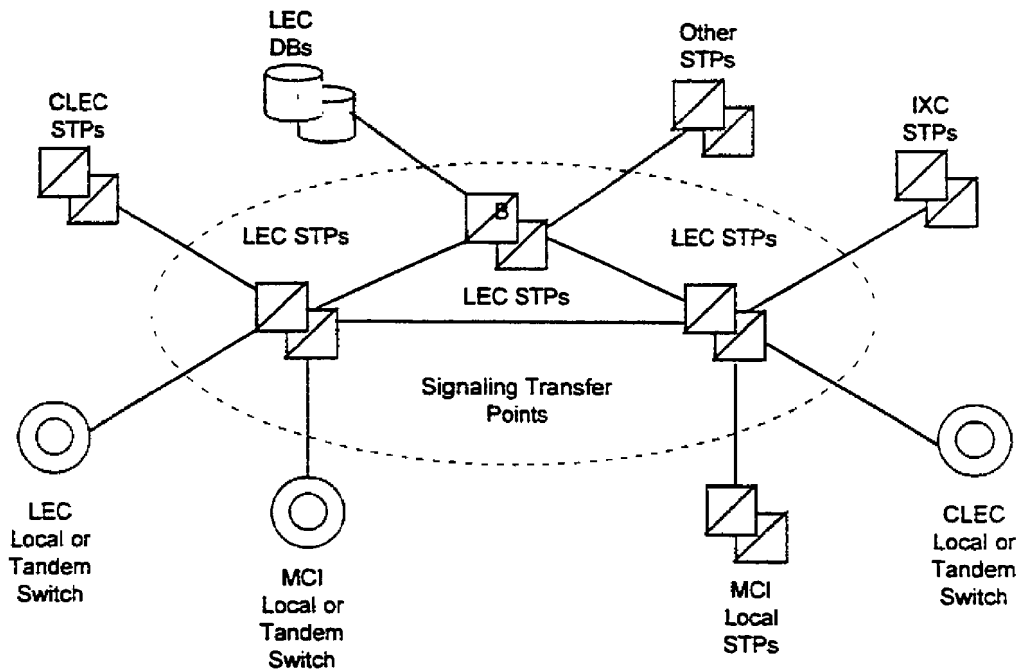 LEC
DBs
Other
STPs
CLEC
STPs
IXC
STPs
B
LEC STPs
LEC STPs
LEC STPs
Signaling Transfer
Points
LEC
Local or
Tandem
Switch
MCI
Local or
Tandem
Switch
MCI
Local
STPs
CLEC
Local or
Tandem
Switch